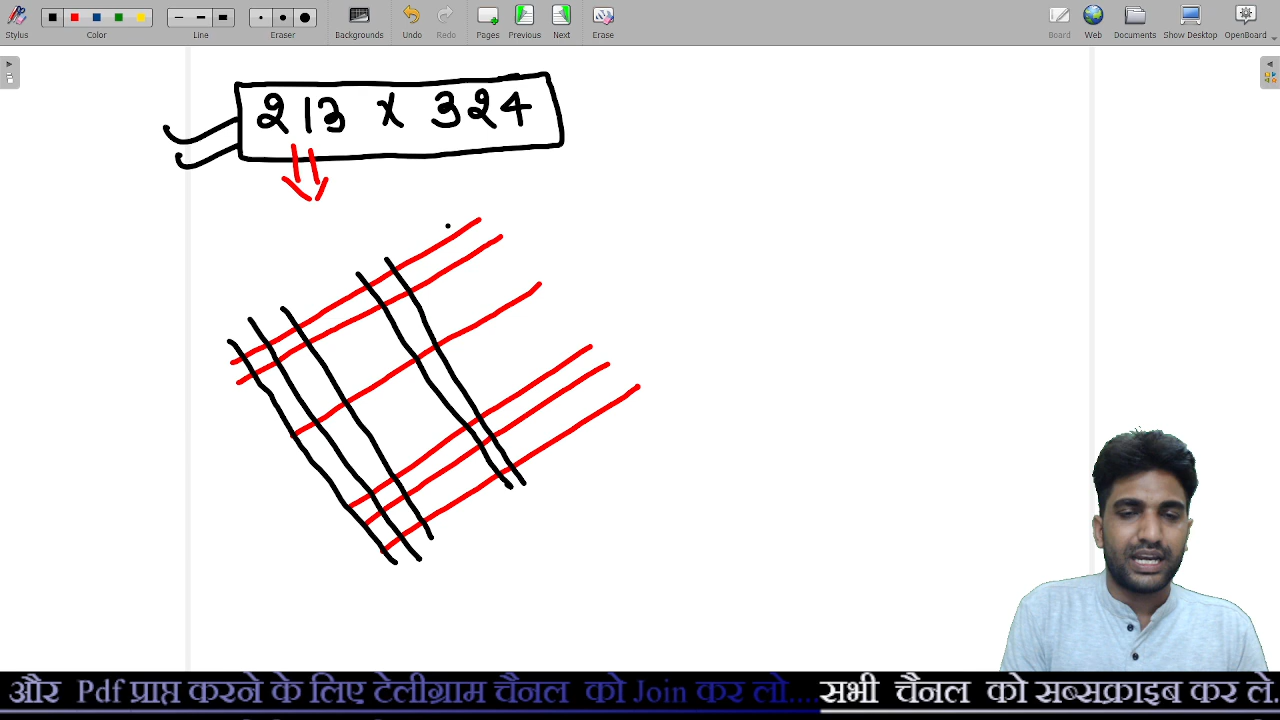 Stylus
Color
Line
Eraser
Backgrounds
Undo
Redo
Pages
Previous
Next
Erase
Board
Web
Documents
Show Desktop
OpenBoard
213 x 324
और Pdf प्राप्त करने के लिए टेलीग्राम चैनल को Join कर लो....सभी चैनल को सब्सक्राइब कर ले.